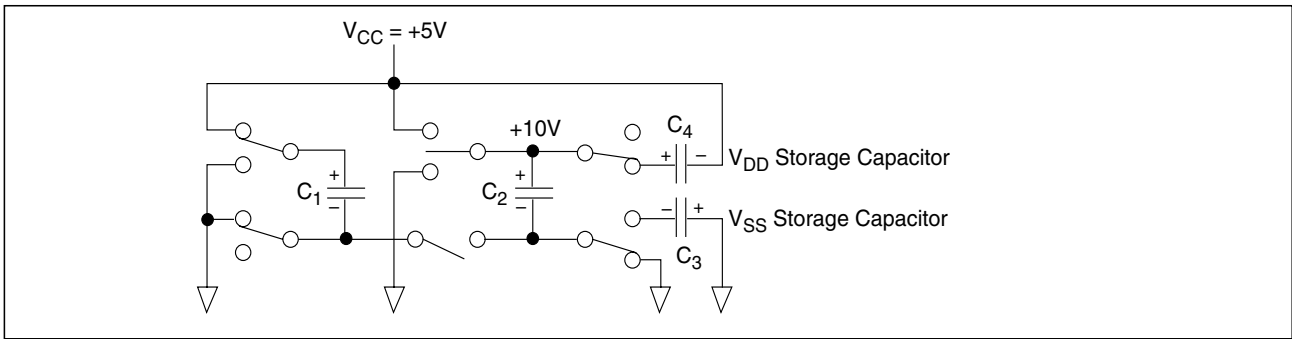 V_CC = +5V
+10V
C_4
+ − V_DD Storage Capacitor
+
C_1
−
+
C_2
−
− + V_SS Storage Capacitor
C_3